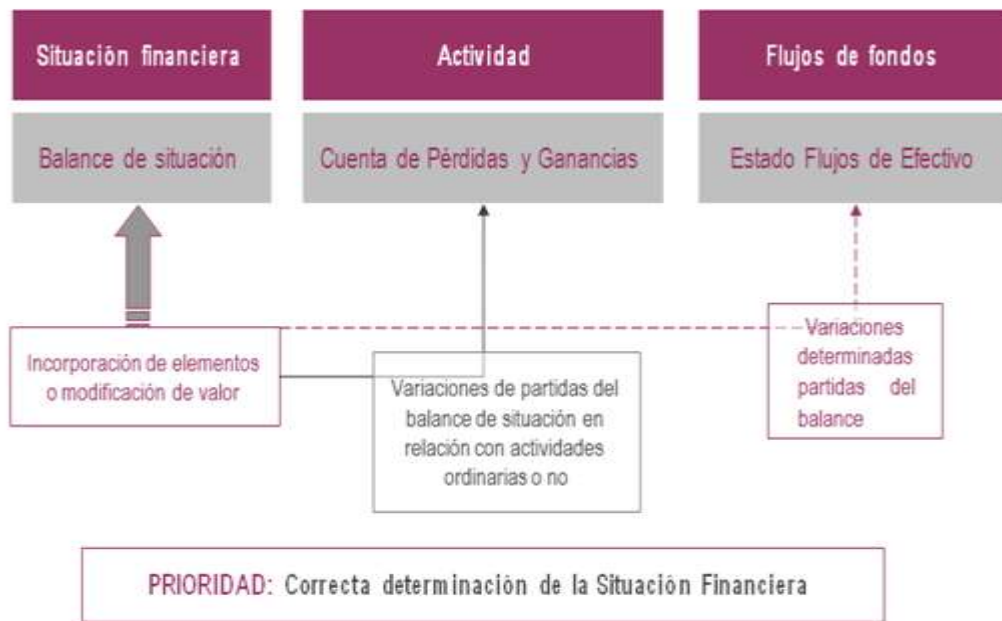 Situación financiera
Actividad
Flujos de fondos
Balance de situación
Cuenta de Pérdidas y Ganancias
Estado Flujos de Efectivo
Incorporación de elementos
o modificación de valor
Variaciones de partidas del
balance de situación en
relación con actividades
ordinarias o no
Variaciones
determinadas
partidas del
balance
PRIORIDAD: Correcta determinación de la Situación Financiera